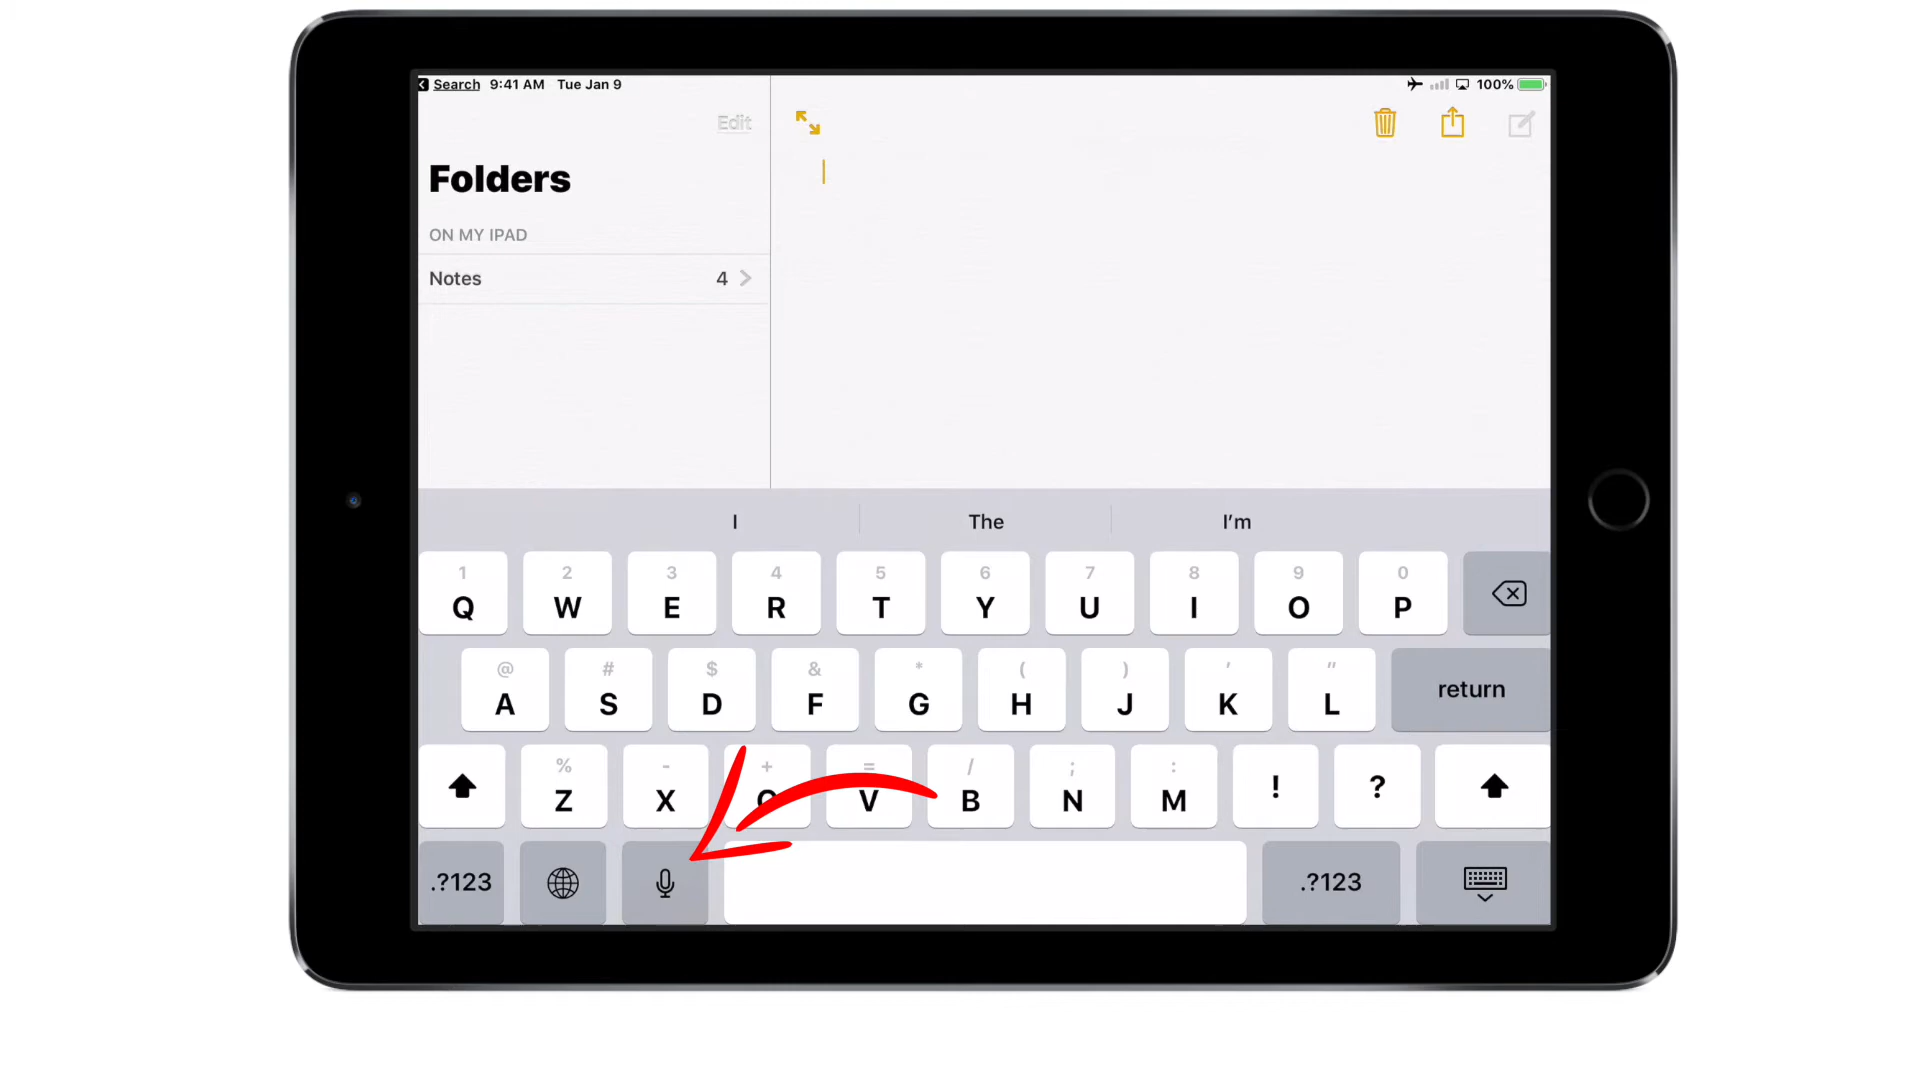 Search 9:41 AM Tue Jan 9
100%
Edit
Folders
ON MY IPAD
Notes 4
I The I'm
1 2 3 4 5 6 7 8 9 0
Q W E R T Y U I O P
@ # $ & * ( ) ' "
A S D F G H J K L return
% - + = / ; :
Z X C V B N M ! ?
.?123 .?123